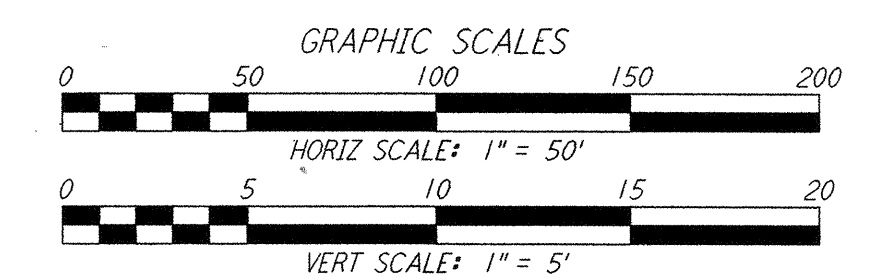 GRAPHIC SCALES
0 50 100 150 200
HORIZ SCALE: 1" = 50'
0 5 10 15 20
VERT SCALE: 1" = 5'